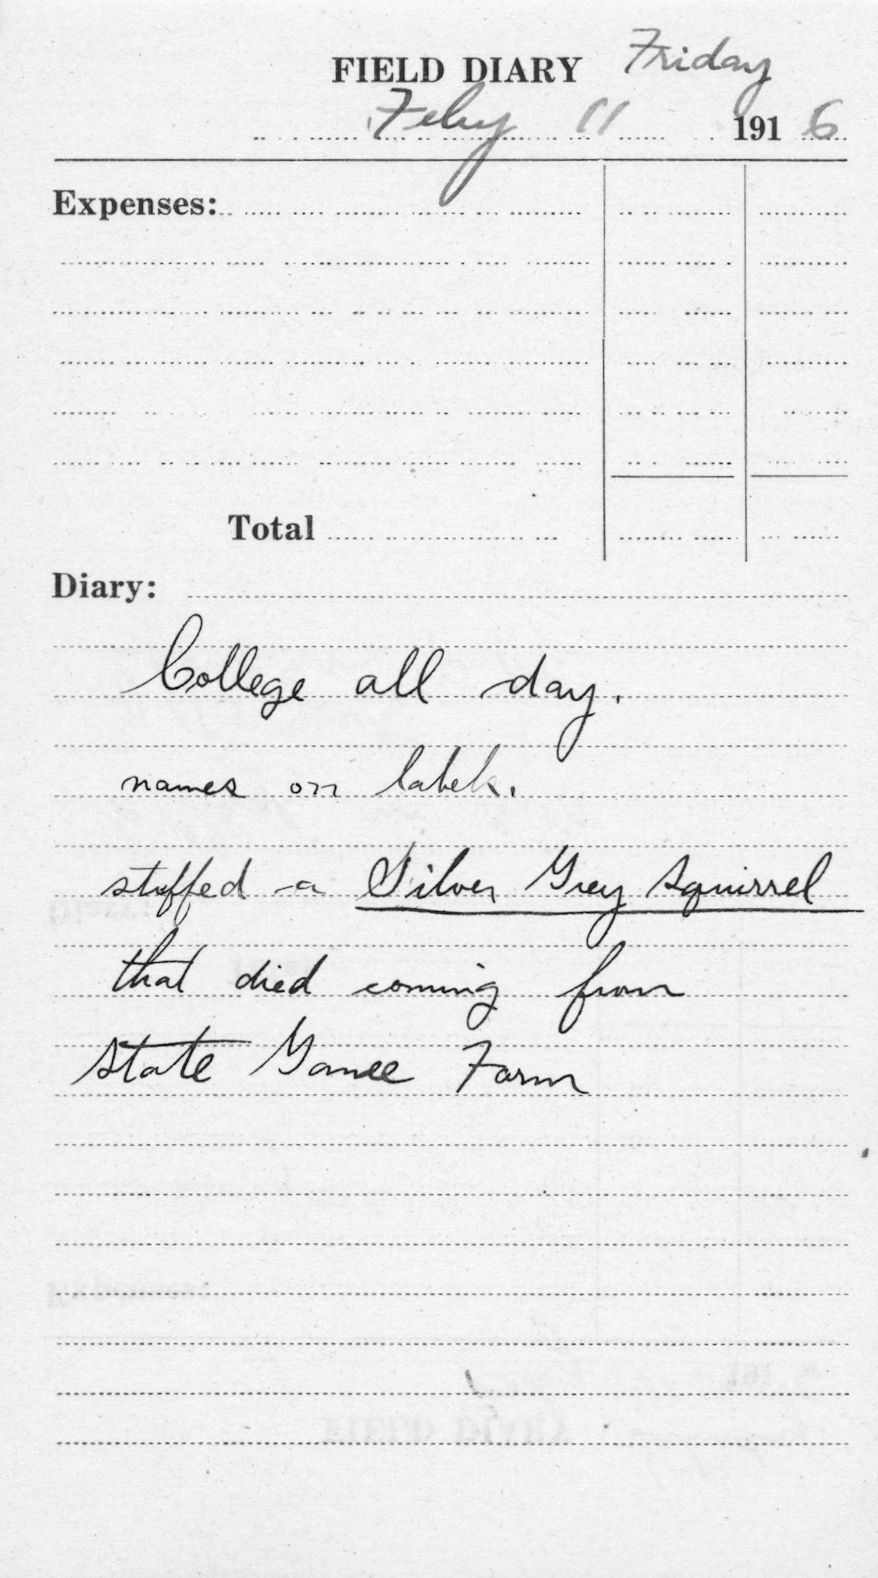 FIELD DIARY Friday
Feby 11 1916
Expenses:
Total
Diary:
College all day.
names on labels.
stuffed a Silver Grey Squirrel
that died coming from
State Game Farm